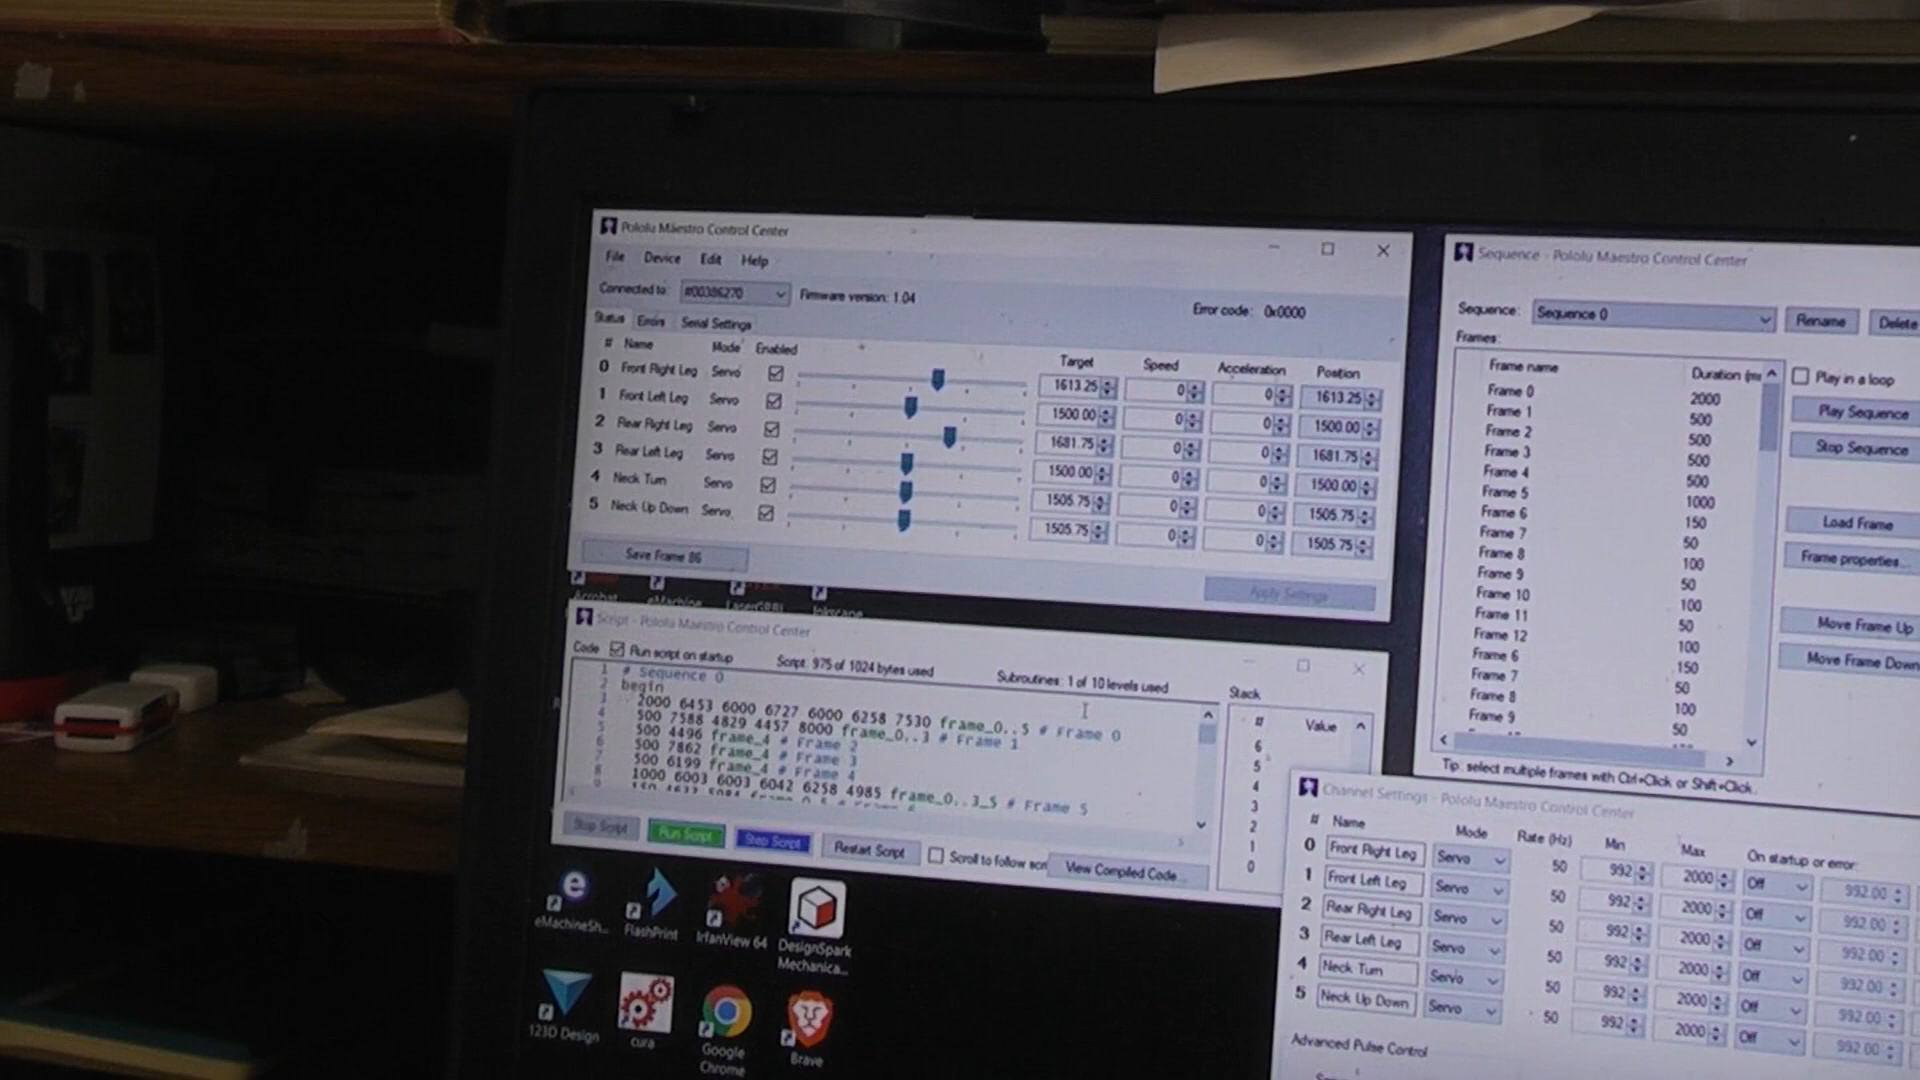 Pololu Maestro Control Center
File Device Edit Help
Connected to: #00386270 Firmware version: 1.04 Error code: 0x0000
Status Errors Serial Settings
# Name Mode Enabled Target Speed Acceleration Position
0 Front Right Leg Servo 1613.25 0 0 1613.25
1 Front Left Leg Servo 1500.00 0 0 1500.00
2 Rear Right Leg Servo 1681.75 0 0 1681.75
3 Rear Left Leg Servo 1500.00 0 0 1500.00
4 Neck Turn Servo 1505.75 0 0 1505.75
5 Neck Up Down Servo 1505.75 0 0 1505.75
Save Frame 86
Apply Settings
Acrobat eMachine LaserGRBL Inkscape
Script - Pololu Maestro Control Center
Code Run script on startup Script: 975 of 1024 bytes used Subroutines: 1 of 10 levels used
1 # Sequence 0
2 begin
3 2000 6453 6000 6727 6000 6258 7530 frame_0..5 # Frame 0
4 500 7588 4829 4457 8000 frame_0..3 # Frame 1
5 500 4496 frame_4 # Frame 2
6 500 7862 frame_4 # Frame 3
7 500 6199 frame_4 # Frame 4
8 1000 6003 6003 6042 6258 4985 frame_0..3_5 # Frame 5
9
Stack
# Value
6
5
4
3
2
1
0
Stop Script Run Script Step Script Restart Script Scroll to follow scri View Compiled Code...
eMachineSh... FlashPrint IrfanView 64 DesignSpark Mechanica...
123D Design cura Google Chrome Brave
Sequence - Pololu Maestro Control Center
Sequence: Sequence 0 Rename Delete
Frames:
Frame name Duration (ms
Frame 0 2000
Frame 1 500
Frame 2 500
Frame 3 500
Frame 4 500
Frame 5 1000
Frame 6 150
Frame 7 50
Frame 8 100
Frame 9 50
Frame 10 100
Frame 11 50
Frame 12 100
Frame 6 150
Frame 7 50
Frame 8 100
Frame 9 50
Play in a loop
Play Sequence
Stop Sequence
Load Frame
Frame properties...
Move Frame Up
Move Frame Down
Tip: select multiple frames with Ctrl+Click or Shift+Click.
Channel Settings - Pololu Maestro Control Center
# Name Mode Rate (Hz) Min Max On startup or error:
0 Front Right Leg Servo 50 992 2000 Off 992.00
1 Front Left Leg Servo 50 992 2000 Off 992.00
2 Rear Right Leg Servo 50 992 2000 Off 992.00
3 Rear Left Leg Servo 50 992 2000 Off 992.00
4 Neck Turn Servo 50 992 2000 Off 992.00
5 Neck Up Down Servo 50 992 2000 Off 992.00
Advanced Pulse Control